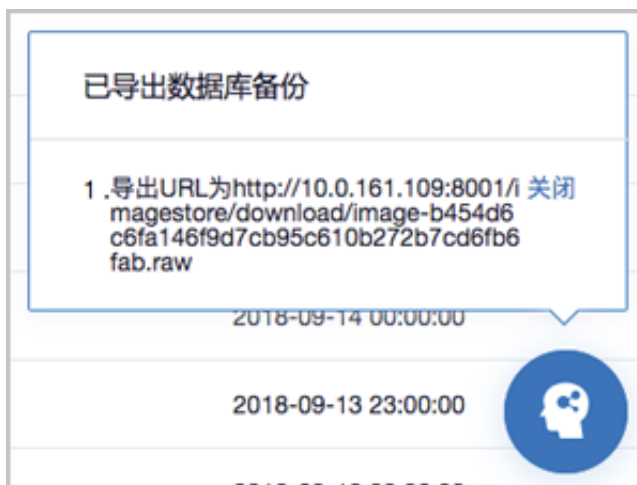 已导出数据库备份
1 .导出URL为http://10.0.161.109:8001/i 关闭
magestore/download/image-b454d6
c6fa146f9d7cb95c610b272b7cd6fb6
fab.raw
2018-09-14 00:00:00
2018-09-13 23:00:00